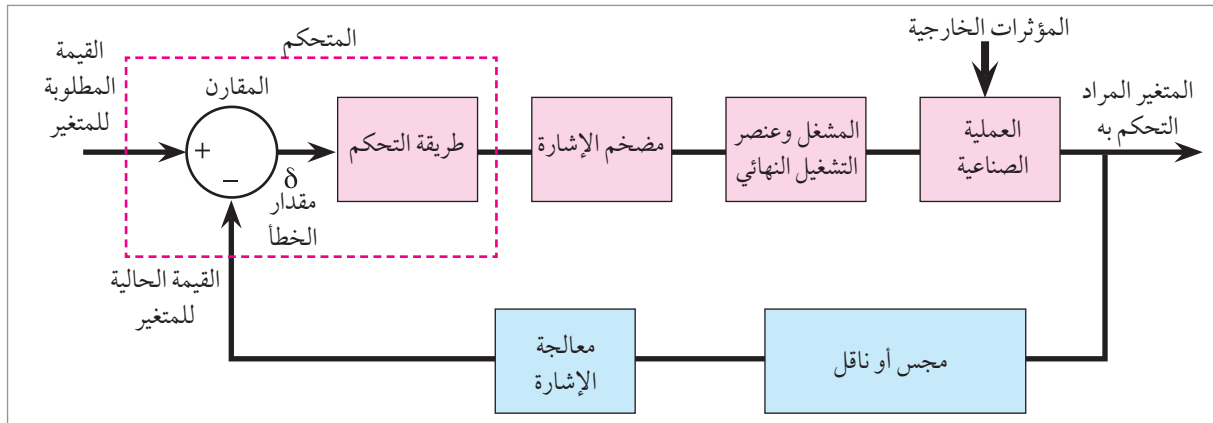 المؤثرات الخارجية
المتحكم
القيمة
المطلوبة
للمتغير
المقارن
+
−
δ
مقدار
الخطأ
طريقة التحكم
مضخم الإشارة
المشغل وعنصر
التشغيل النهائي
العملية
الصناعية
المتغير المراد
التحكم به
القيمة الحالية
للمتغير
معالجة
الإشارة
مجس أو ناقل